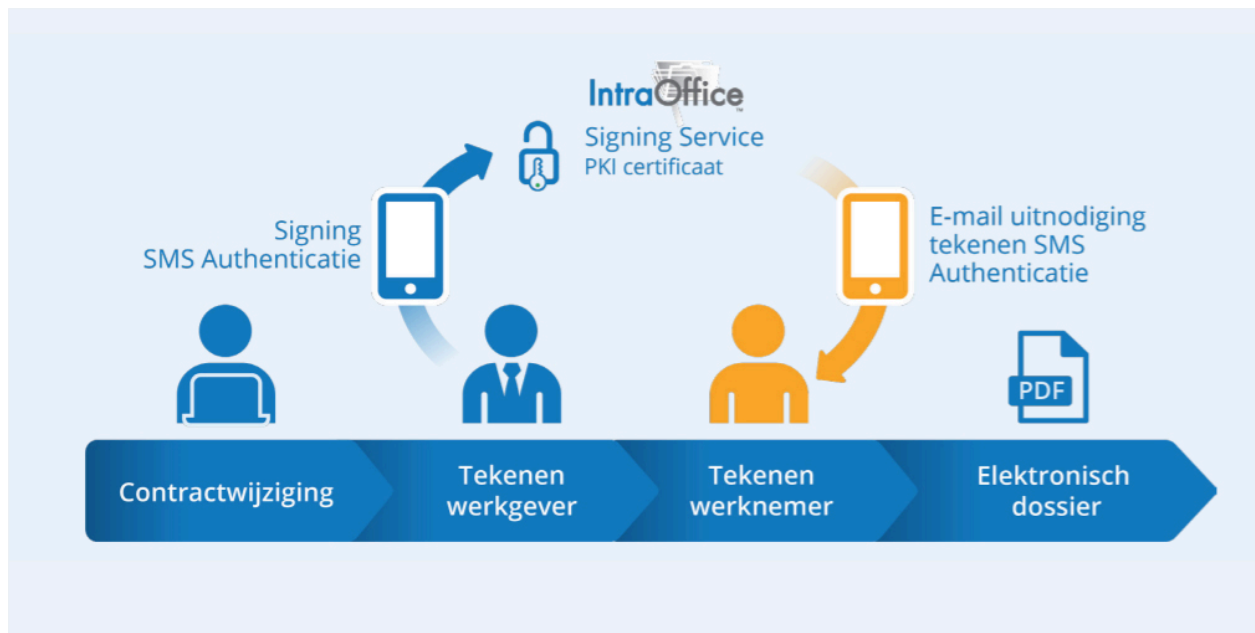 IntraOffice™
Signing Service
PKI certificaat
Signing
SMS Authenticatie
E-mail uitnodiging
tekenen SMS
Authenticatie
PDF
Contractwijziging
Tekenen
werkgever
Tekenen
werknemer
Elektronisch
dossier